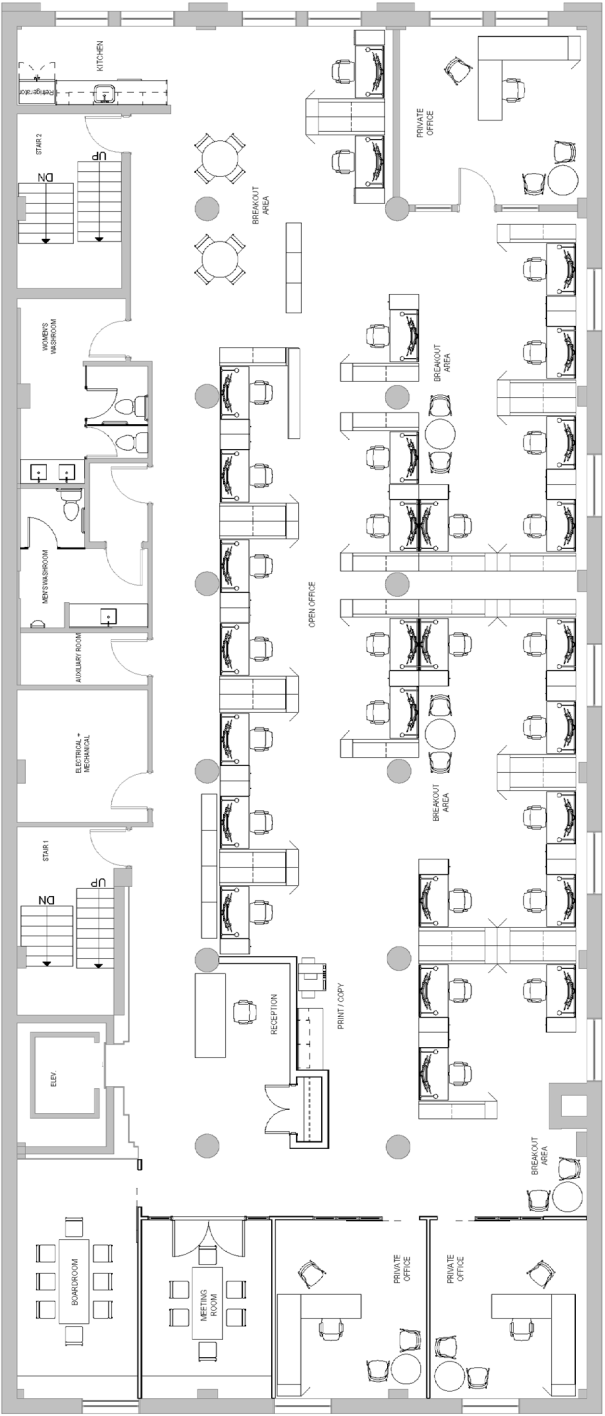 KITCHEN
Refrigerator
STAIR 2
UP
DN
PRIVATE
OFFICE
BREAKOUT
AREA
WOMEN'S
WASHROOM
BREAKOUT
AREA
MEN'S WASHROOM
OPEN OFFICE
AUXILIARY ROOM
ELECTRICAL +
MECHANICAL
BREAKOUT
AREA
STAIR 1
UP
DN
RECEPTION
PRINT / COPY
ELEV.
BREAKOUT
AREA
BOARDROOM
MEETING
ROOM
PRIVATE
OFFICE
PRIVATE
OFFICE